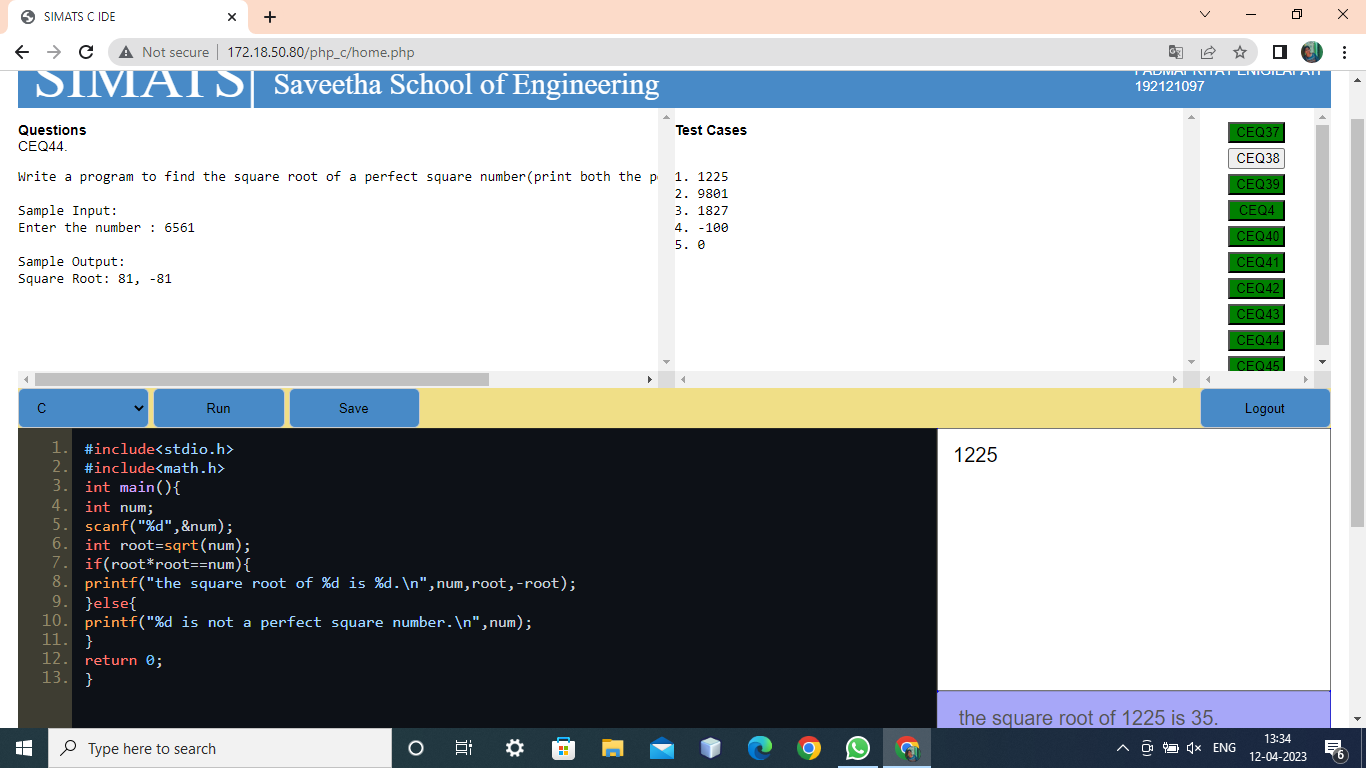 SIMATS C IDE
Not secure
172.18.50.80/php_c/home.php
SIMATS
Saveetha School of Engineering
192121097
Questions
CEQ44.
Write a program to find the square root of a perfect square number(print both the p
Sample Input:
Enter the number : 6561
Sample Output:
Square Root: 81, -81
Test Cases
1. 1225
2. 9801
3. 1827
4. -100
5. 0
CEQ37
CEQ38
CEQ39
CEQ4
CEQ40
CEQ41
CEQ42
CEQ43
CEQ44
CEQ45
C
Run
Save
Logout
1. #include<stdio.h>
2. #include<math.h>
3. int main(){
4. int num;
5. scanf("%d",&num);
6. int root=sqrt(num);
7. if(root*root==num){
8. printf("the square root of %d is %d.\n",num,root,-root);
9. }else{
10. printf("%d is not a perfect square number.\n",num);
11. }
12. return 0;
13. }
1225
the square root of 1225 is 35.
Type here to search
ENG
13:34
12-04-2023
6